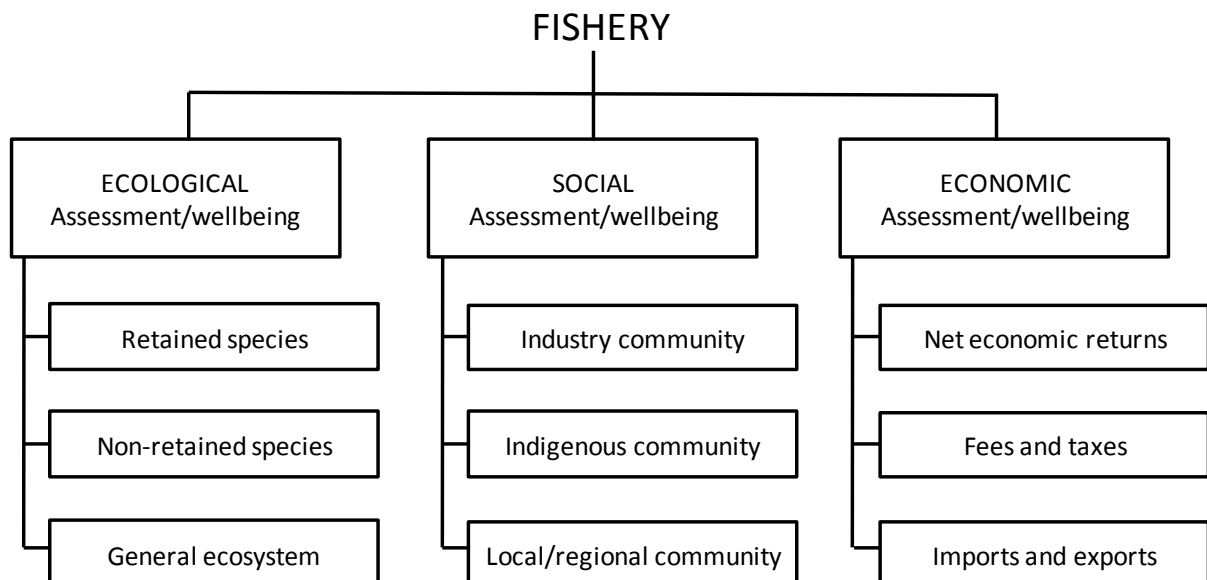 FISHERY
ECOLOGICAL
Assessment/wellbeing
SOCIAL
Assessment/wellbeing
ECONOMIC
Assessment/wellbeing
Retained species
Industry community
Net economic returns
Non-retained species
Indigenous community
Fees and taxes
General ecosystem
Local/regional community
Imports and exports